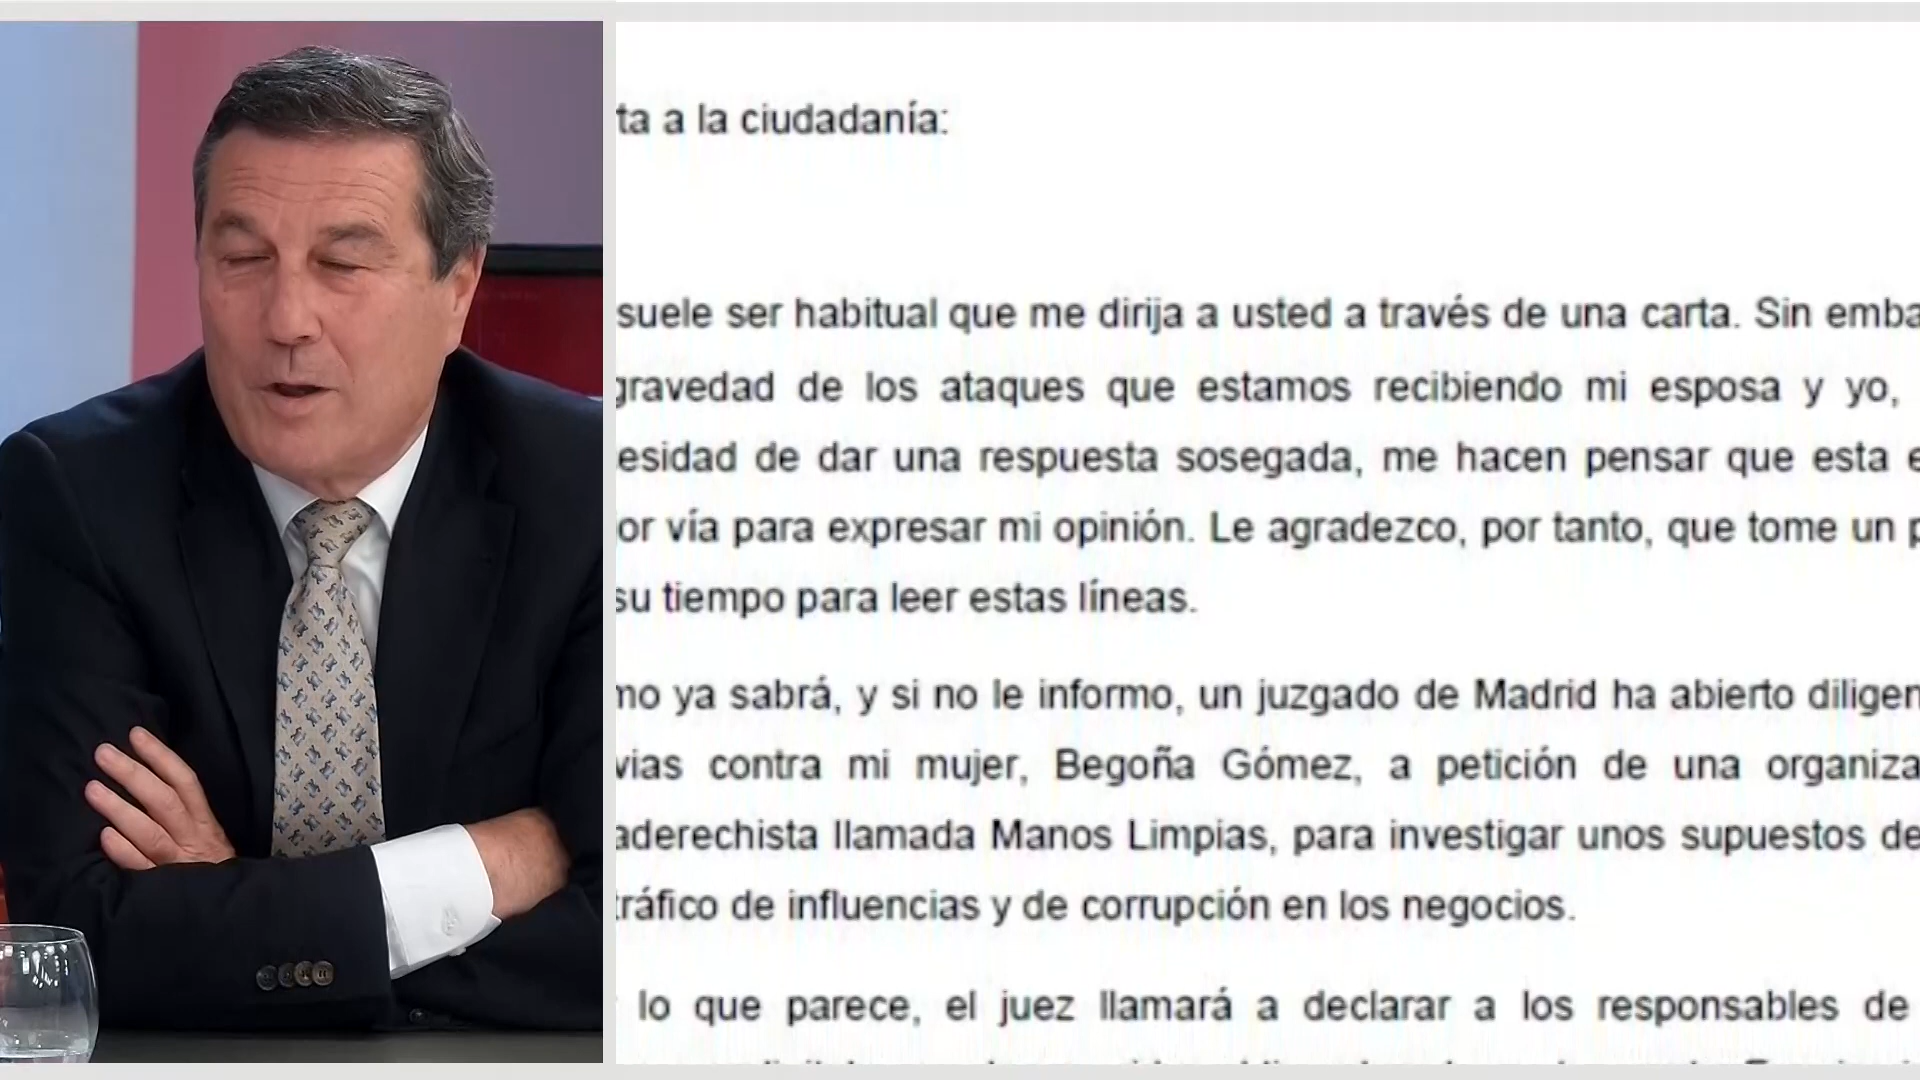 ta a la ciudadanía:
suele ser habitual que me dirija a usted a través de una carta. Sin emba
gravedad de los ataques que estamos recibiendo mi esposa y yo,
esidad de dar una respuesta sosegada, me hacen pensar que esta e
or vía para expresar mi opinión. Le agradezco, por tanto, que tome un p
su tiempo para leer estas líneas.
mo ya sabrá, y si no le informo, un juzgado de Madrid ha abierto diligen
vias contra mi mujer, Begoña Gómez, a petición de una organiza
aderechista llamada Manos Limpias, para investigar unos supuestos de
tráfico de influencias y de corrupción en los negocios.
lo que parece, el juez llamará a declarar a los responsables de